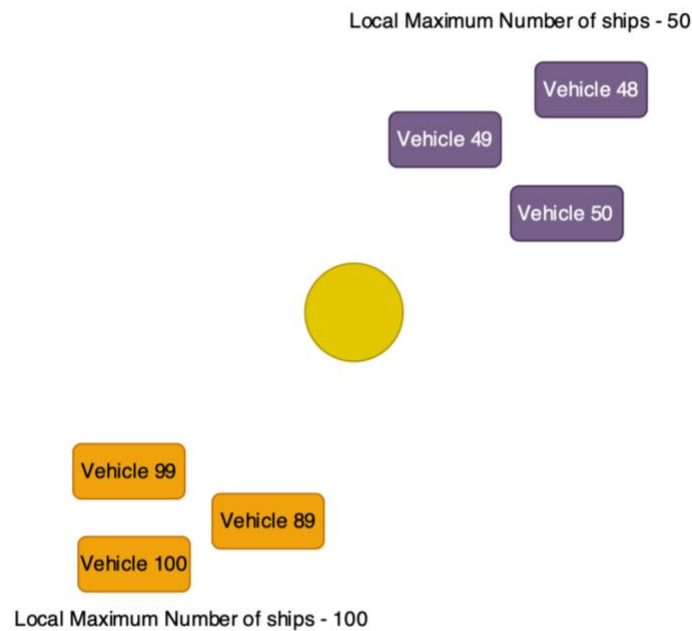 Local Maximum Number of ships - 50
Vehicle 48
Vehicle 49
Vehicle 50
Vehicle 99
Vehicle 89
Vehicle 100
Local Maximum Number of ships - 100